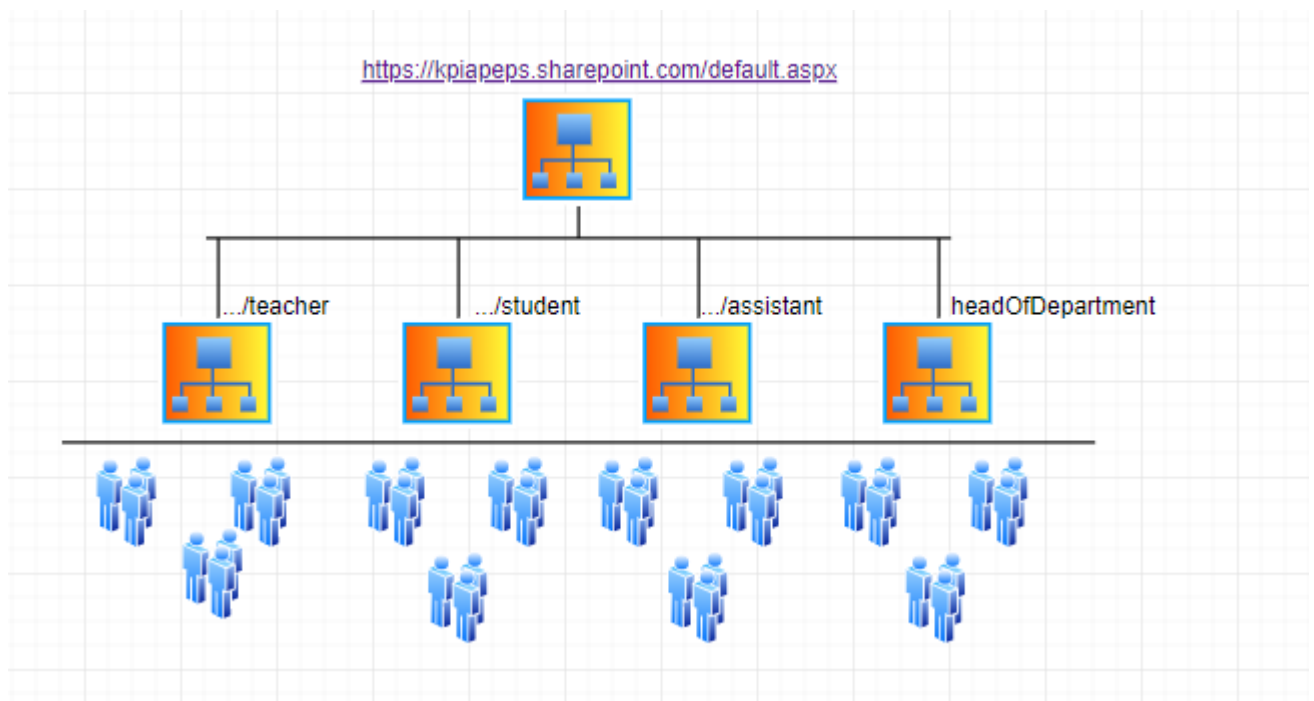 https://kpiapeps.sharepoint.com/default.aspx
.../teacher
.../student
.../assistant
headOfDepartment